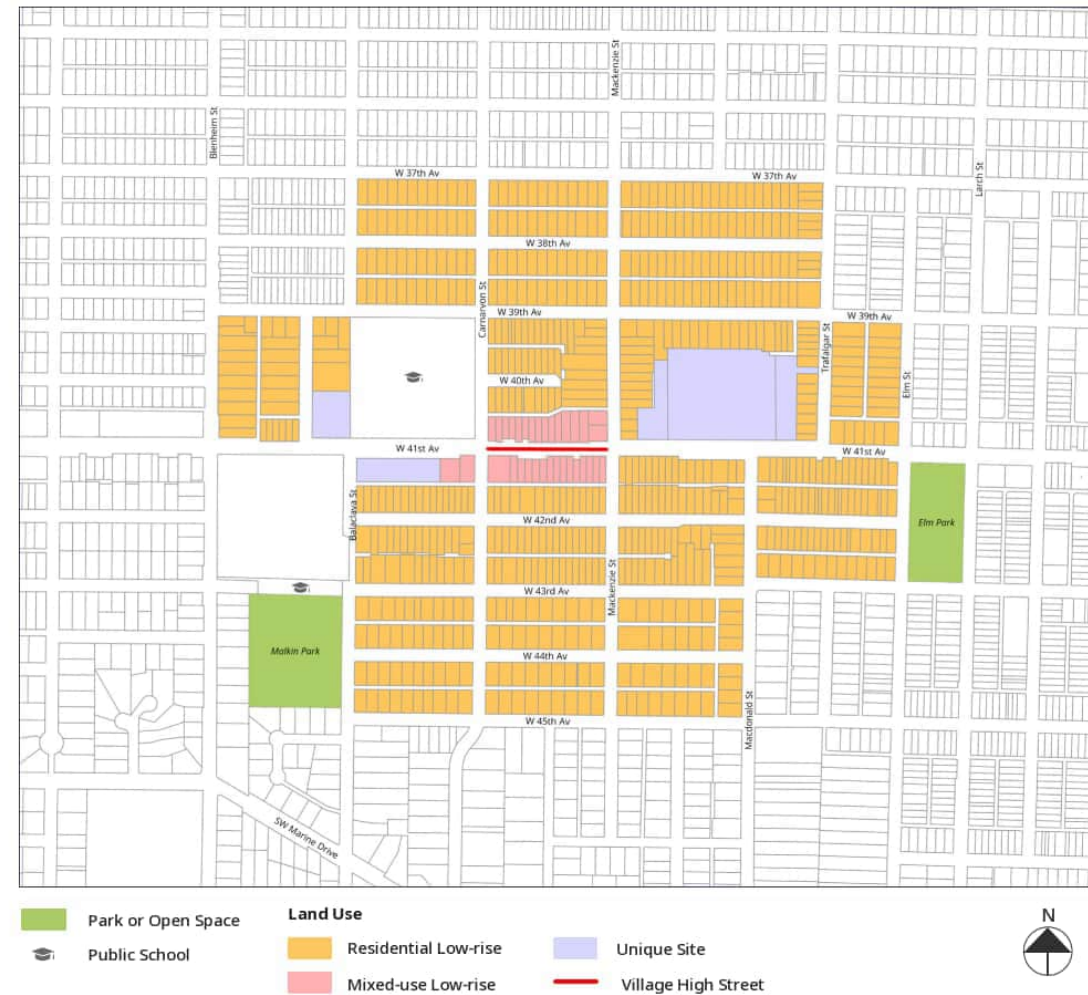 Mackenzie St
Blenheim St
W 37th Av
W 37th Av
Larch St
W 38th Av
Carnarvon St
W 39th Av
W 39th Av
Trafalgar St
W 40th Av
Elm St
W 41st Av
W 41st Av
Balaclava St
W 42nd Av
Elm Park
Mackenzie St
W 43rd Av
Malkin Park
W 44th Av
Macdonald St
W 45th Av
SW Marine Drive
Park or Open Space
Public School
Land Use
Residential Low-rise
Mixed-use Low-rise
Unique Site
Village High Street
N